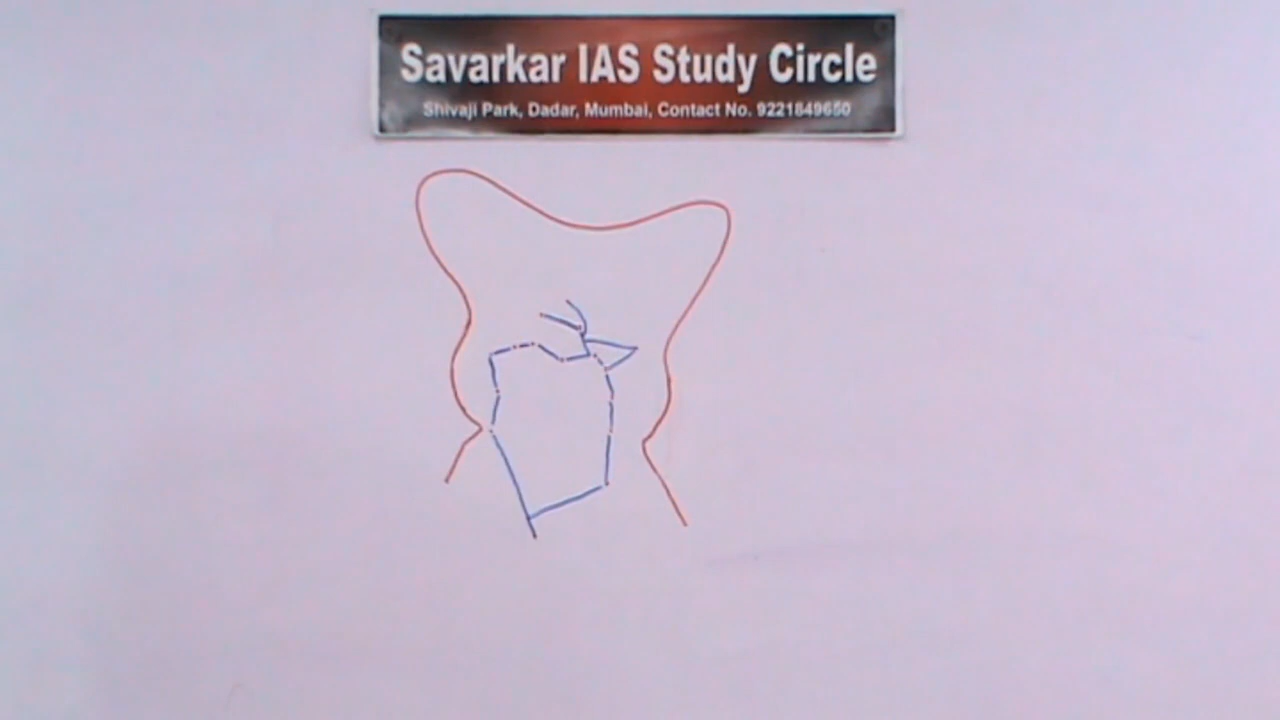 Savarkar IAS Study Circle
Shivaji Park, Dadar, Mumbai, Contact No. 9221849650